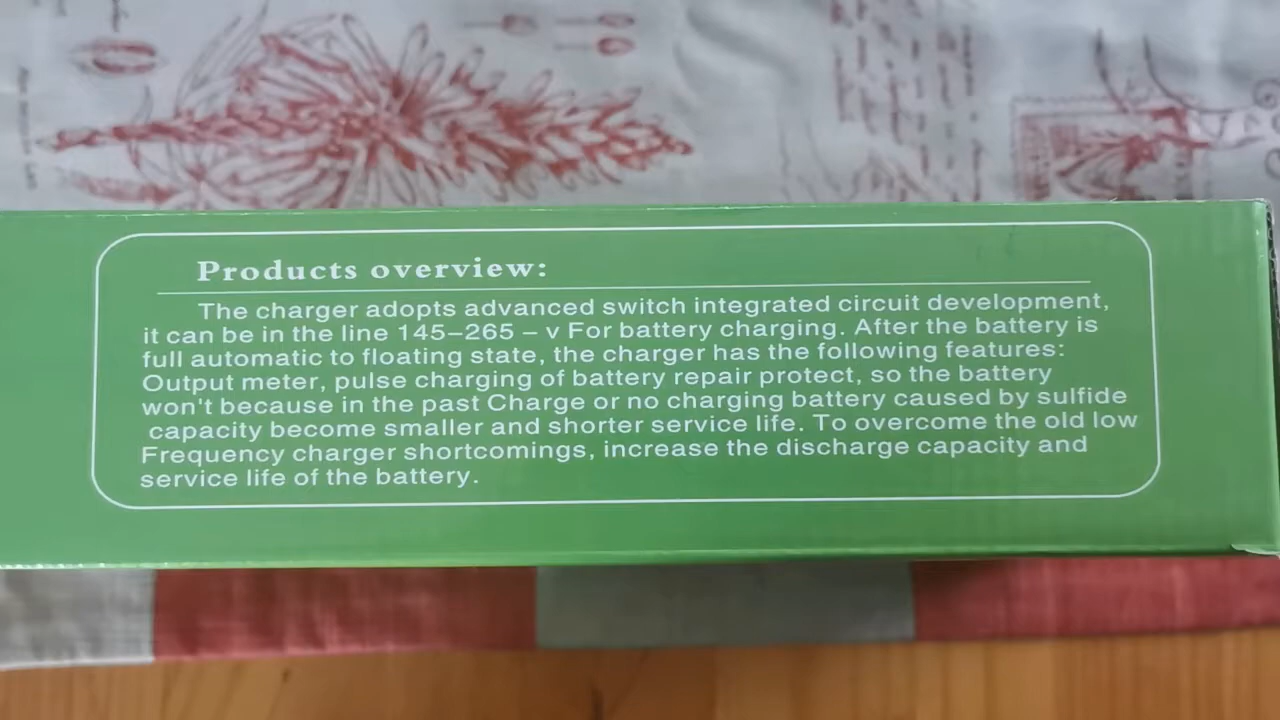 Products overview:
The charger adopts advanced switch integrated circuit development,
it can be in the line 145–265 – v For battery charging. After the battery is
full automatic to floating state, the charger has the following features:
Output meter, pulse charging of battery repair protect, so the battery
won't because in the past Charge or no charging battery caused by sulfide
capacity become smaller and shorter service life. To overcome the old low
Frequency charger shortcomings, increase the discharge capacity and
service life of the battery.